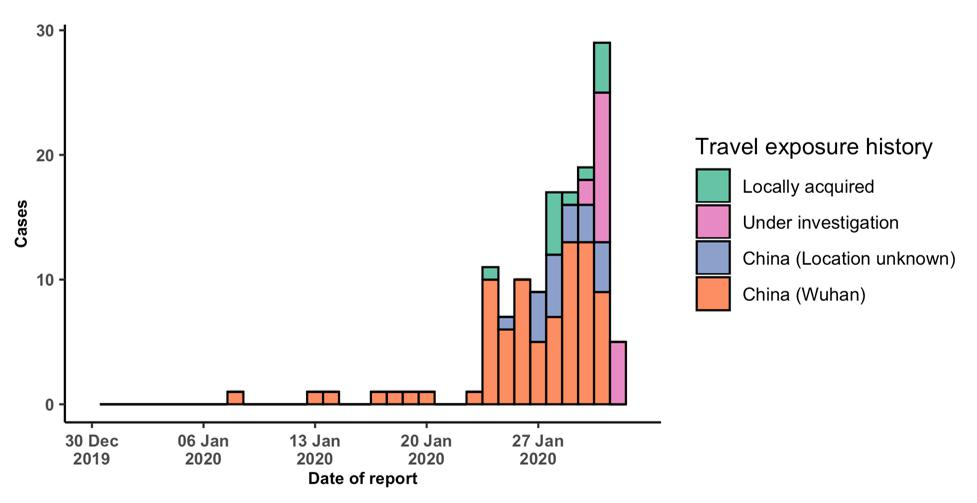 30
20
10
0
Cases
30 Dec
2019
06 Jan
2020
13 Jan
2020
20 Jan
2020
27 Jan
2020
Date of report
Travel exposure history
Locally acquired
Under investigation
China (Location unknown)
China (Wuhan)